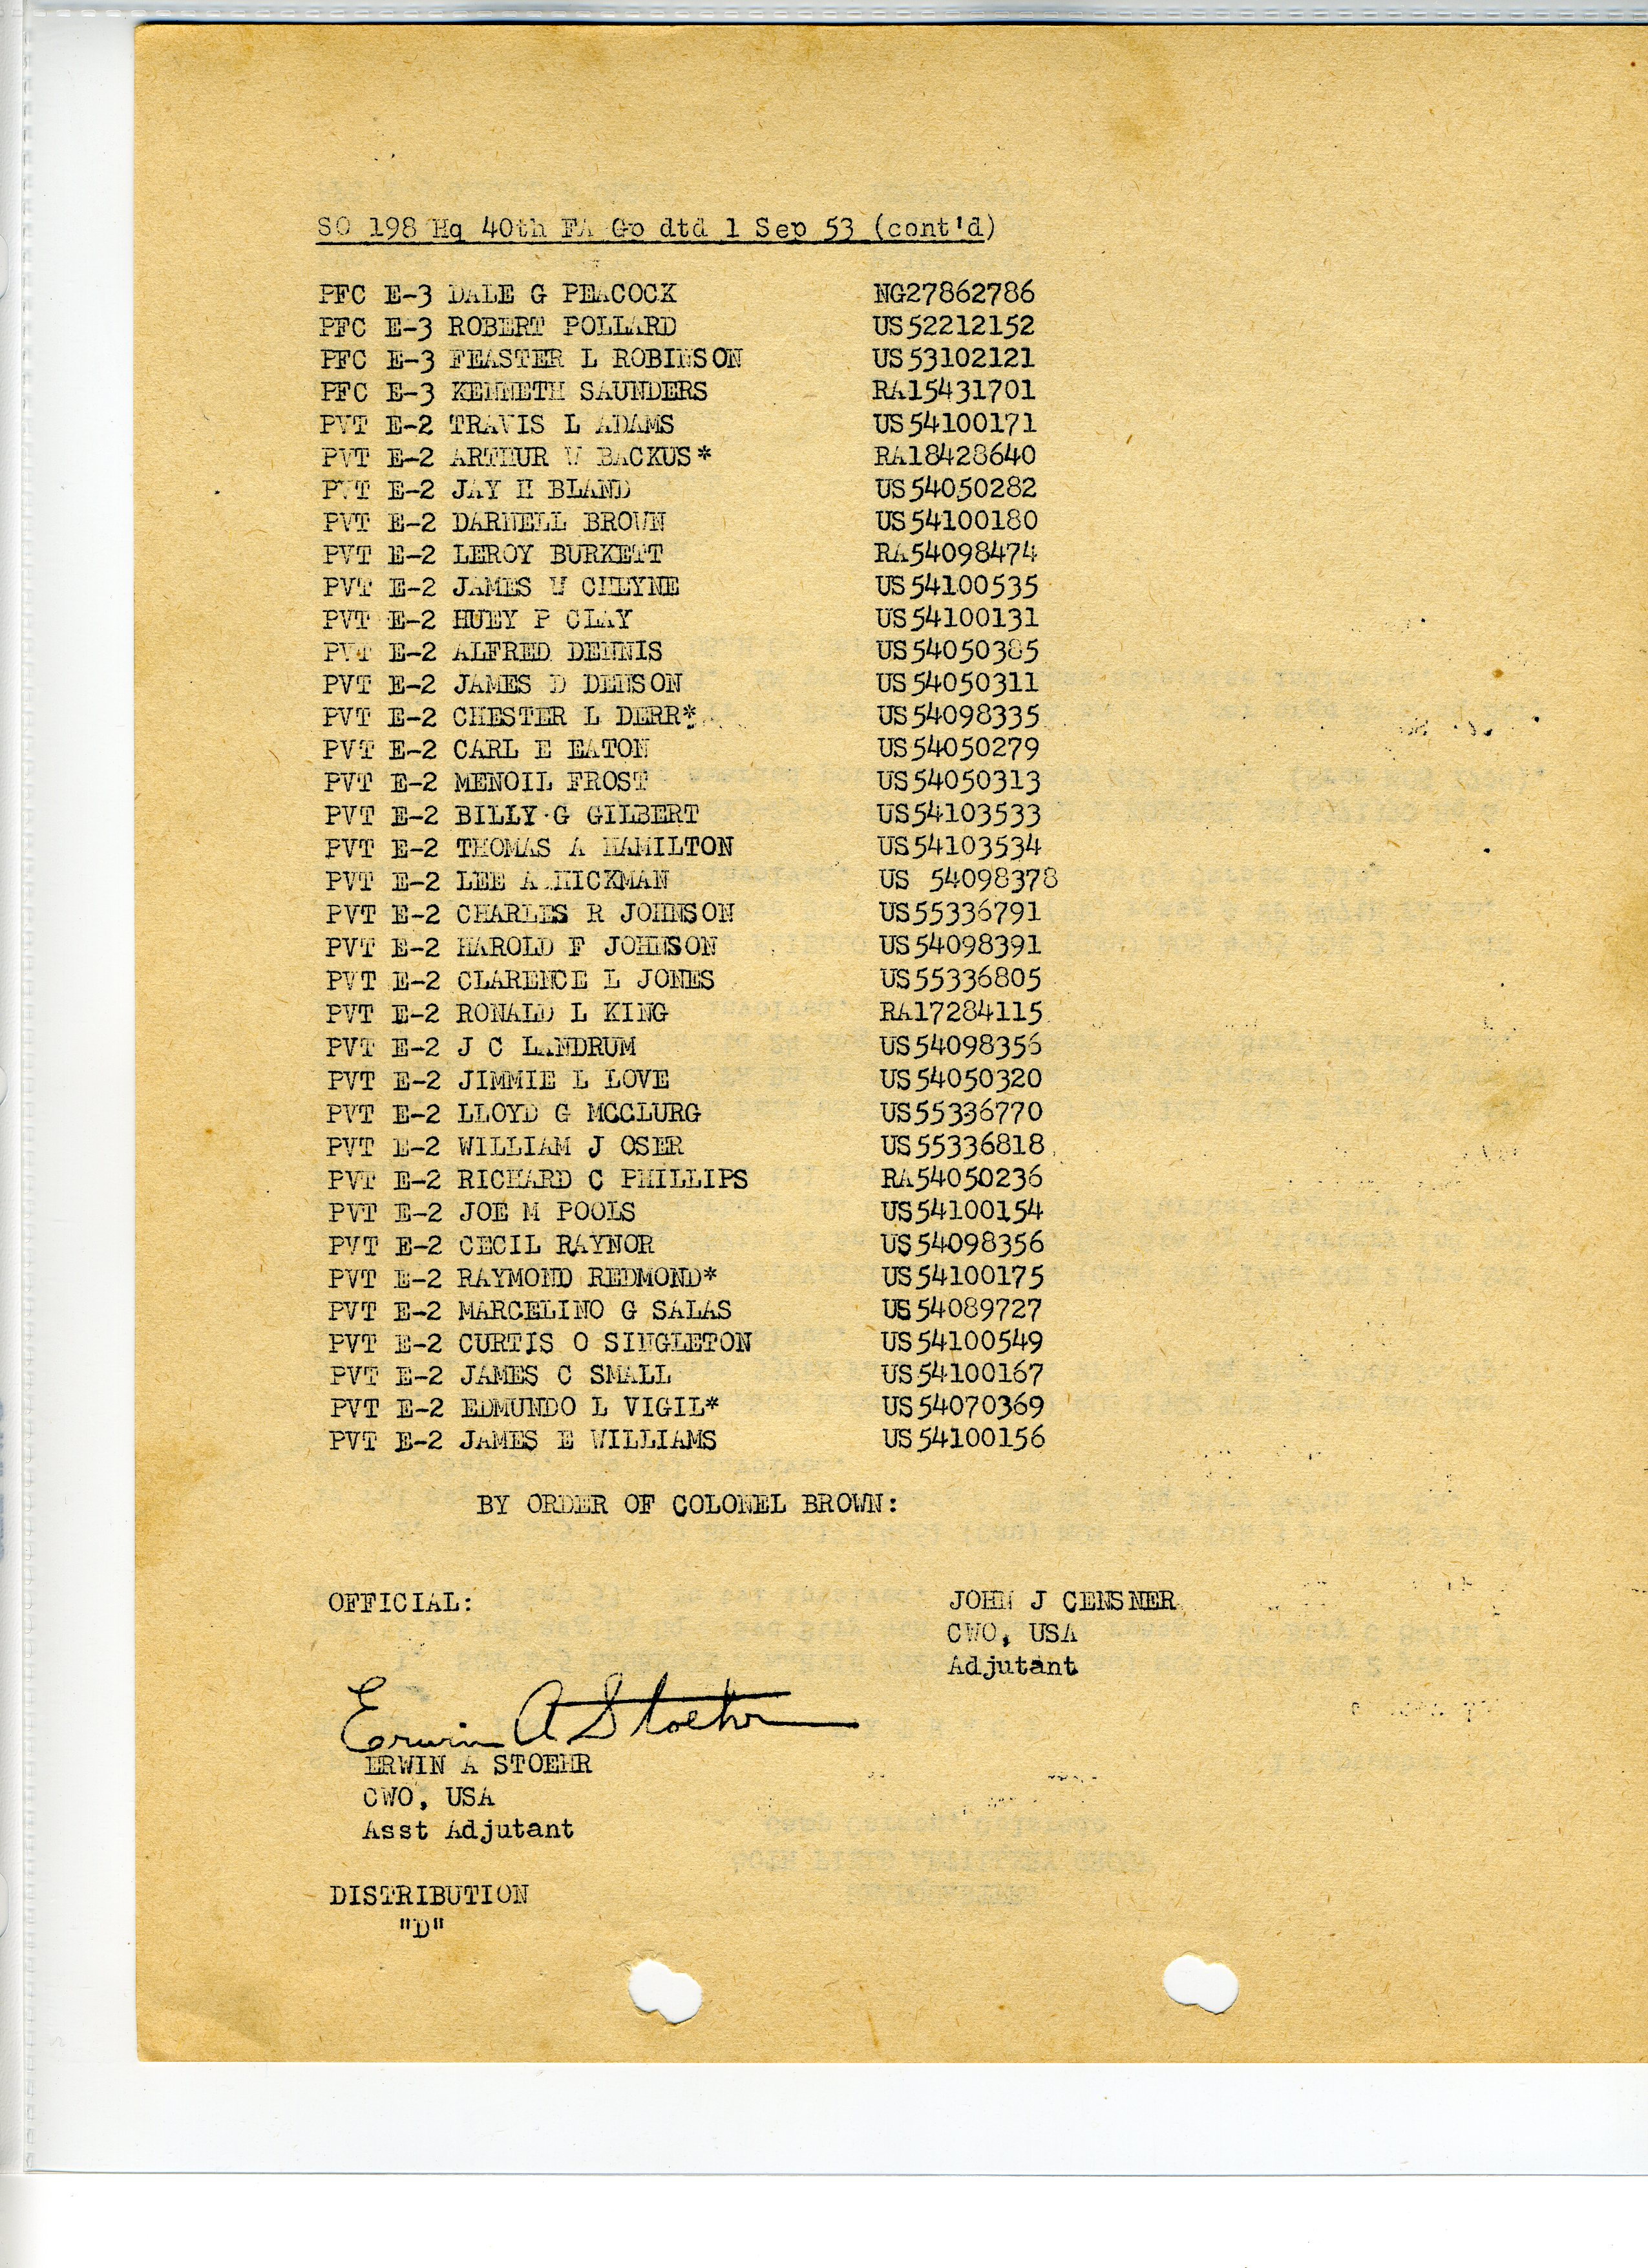 SO 198 Hq 40th FA Gp dtd 1 Sep 53 (cont'd)
PFC E-3 DALE G PEACOCK NG27862786
PFC E-3 ROBERT POLLARD US52212152
PFC E-3 FEASTER L ROBINSON US53102121
PFC E-3 KENNETH SAUNDERS RA15431701
PVT E-2 TRAVIS L ADAMS US54100171
PVT E-2 ARTHUR W BACKUS* RA18428640
PVT E-2 JAY H BLAND US54050282
PVT E-2 DARNELL BROWN US54100180
PVT E-2 LEROY BURKETT RA54098474
PVT E-2 JAMES W CHEYNE US54100535
PVT E-2 HUEY P CLAY US54100131
PVT E-2 ALFRED DENNIS US54050385
PVT E-2 JAMES D DENSON US54050311
PVT E-2 CHESTER L DERR* US54098335
PVT E-2 CARL E EATON US54050279
PVT E-2 MENOIL FROST US54050313
PVT E-2 BILLY G GILBERT US54103533
PVT E-2 THOMAS A HAMILTON US54103534
PVT E-2 LEE A HICKMAN US 54098378
PVT E-2 CHARLES R JOHNSON US55336791
PVT E-2 HAROLD F JOHNSON US54098391
PVT E-2 CLARENCE L JONES US55336805
PVT E-2 RONALD L KING RA17284115
PVT E-2 J C LANDRUM US54098356
PVT E-2 JIMMIE L LOVE US54050320
PVT E-2 LLOYD G MCCLURG US55336770
PVT E-2 WILLIAM J OSER US55336818
PVT E-2 RICHARD C PHILLIPS RA54050236
PVT E-2 JOE M POOLS US54100154
PVT E-2 CECIL RAYNOR US54098356
PVT E-2 RAYMOND REDMOND* US54100175
PVT E-2 MARCELINO G SALAS US54089727
PVT E-2 CURTIS O SINGLETON US54100549
PVT E-2 JAMES C SMALL US54100167
PVT E-2 EDMUNDO L VIGIL* US54070369
PVT E-2 JAMES E WILLIAMS US54100156
BY ORDER OF COLONEL BROWN:
OFFICIAL: JOHN J CENSNER
CWO, USA
Adjutant
Erwin A Stoehr
ERWIN A STOEHR
CWO, USA
Asst Adjutant
DISTRIBUTION
"D"